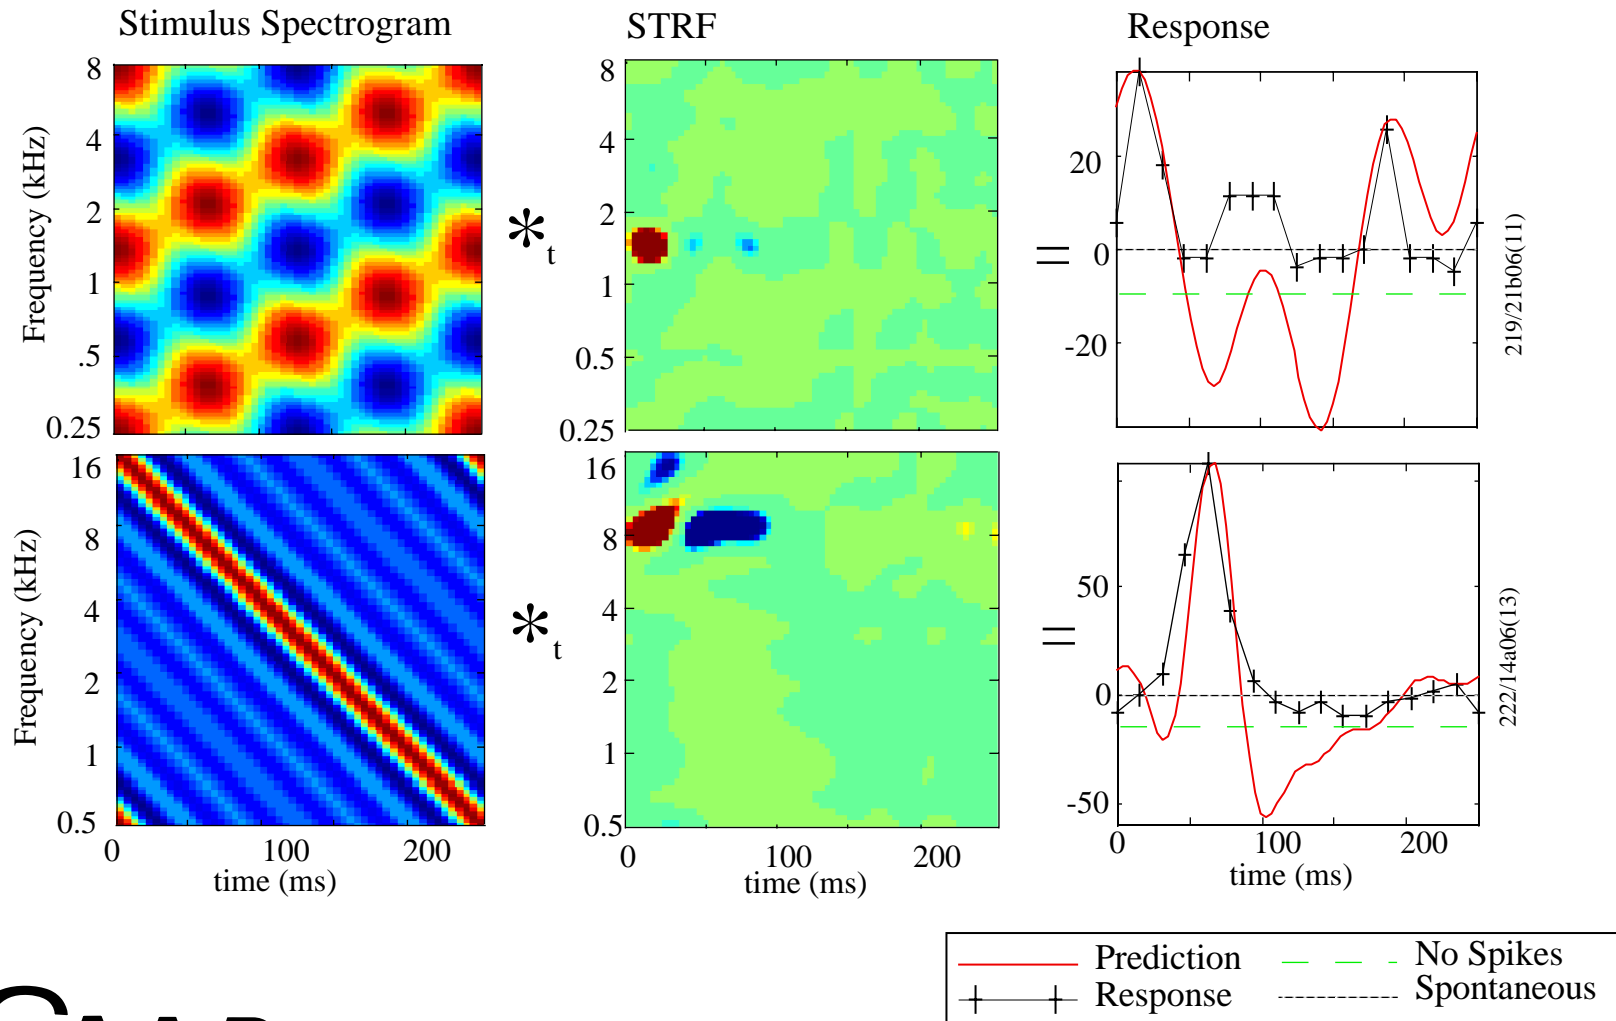 Stimulus Spectrogram
STRF
Response
Frequency (kHz)
8
4
2
1
.5
0.25
*t
8
4
2
1
0.5
0.25
=
20
0
-20
219/21b06(11)
Frequency (kHz)
16
8
4
2
1
0.5
0 100 200
time (ms)
*t
16
8
4
2
1
0.5
0 100 200
time (ms)
=
50
0
-50
0 100 200
time (ms)
222/14a06(13)
Prediction
No Spikes
Response
Spontaneous